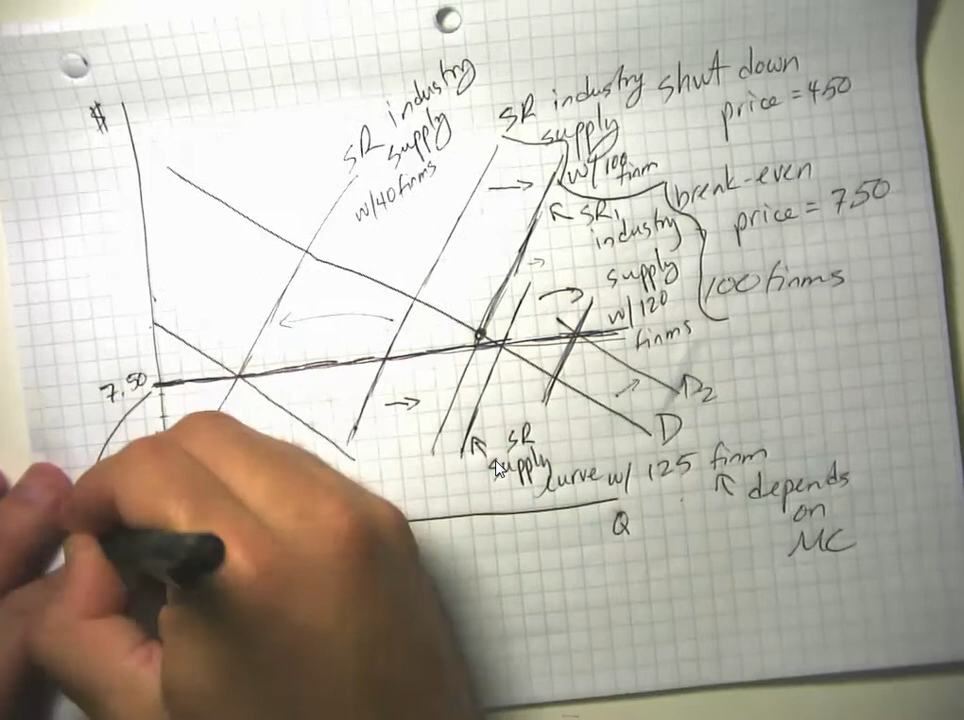 $
SR industry
supply
w/40 firms
SR industry
supply
w/ 100
firm
shut down
price = 450
SR,
industry
supply
w/ 120
firms
break-even
price = 750
100 firms
7.50
D2
D
SR
supply
curve w/ 125 firm
depends
on
MC
Q